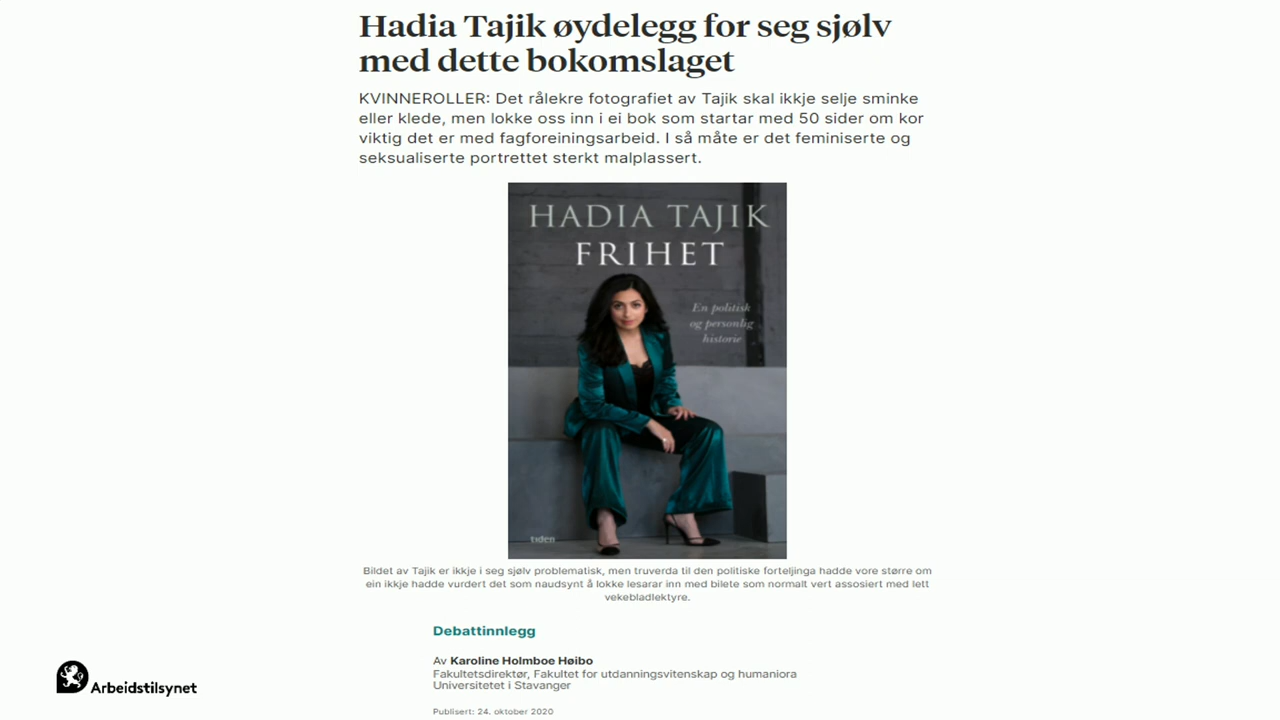 Hadia Tajik øydelegg for seg sjølv
med dette bokomslaget
KVINNEROLLER: Det rålekre fotografiet av Tajik skal ikkje selje sminke
eller klede, men lokke oss inn i ei bok som startar med 50 sider om kor
viktig det er med fagforeiningsarbeid. I så måte er det feminiserte og
seksualiserte portrettet sterkt malplassert.
HADIA TAJIK
FRIHET
En politisk
og personlig
historie
tiden
Bildet av Tajik er ikkje i seg sjølv problematisk, men truverda til den politiske forteljinga hadde vore større om
ein ikkje hadde vurdert det som naudsynt å lokke lesarar inn med bilete som normalt vert assosiert med lett
vekebladlektyre.
Debattinnlegg
Av Karoline Holmboe Høibo
Fakultetsdirektør, Fakultet for utdanningsvitenskap og humaniora
Universitetet i Stavanger
Arbeidstilsynet
Publisert: 24. oktober 2020